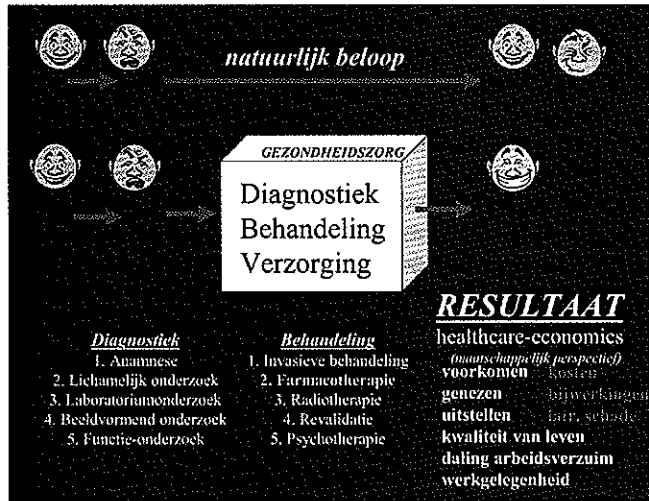 natuurlijk beloop
GEZONDHEIDSZORG
Diagnostiek
Behandeling
Verzorging
Diagnostiek
1. Anamnese
2. Lichamelijk onderzoek
3. Laboratoriumonderzoek
4. Beeldvormend onderzoek
5. Functie-onderzoek
Behandeling
1. Invasieve behandeling
2. Farmacotherapie
3. Radiotherapie
4. Revalidatie
5. Psychotherapie
RESULTAAT
healthcare-economics
(maatschappelijk perspectief)
voorkomen kosten
genezen bijwerkingen
uitstellen iatr. schade
kwaliteit van leven
daling arbeidsverzuim
werkgelegenheid